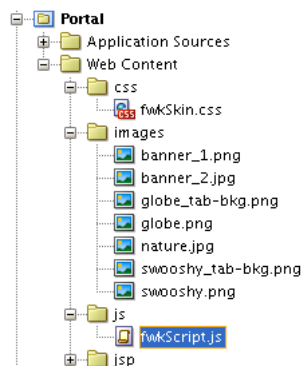 Portal
Application Sources
Web Content
css
fwkSkin.css
images
banner_1.png
banner_2.jpg
globe_tab-bkg.png
globe.png
nature.jpg
swooshy_tab-bkg.png
swooshy.png
js
fwkScript.js
jsp